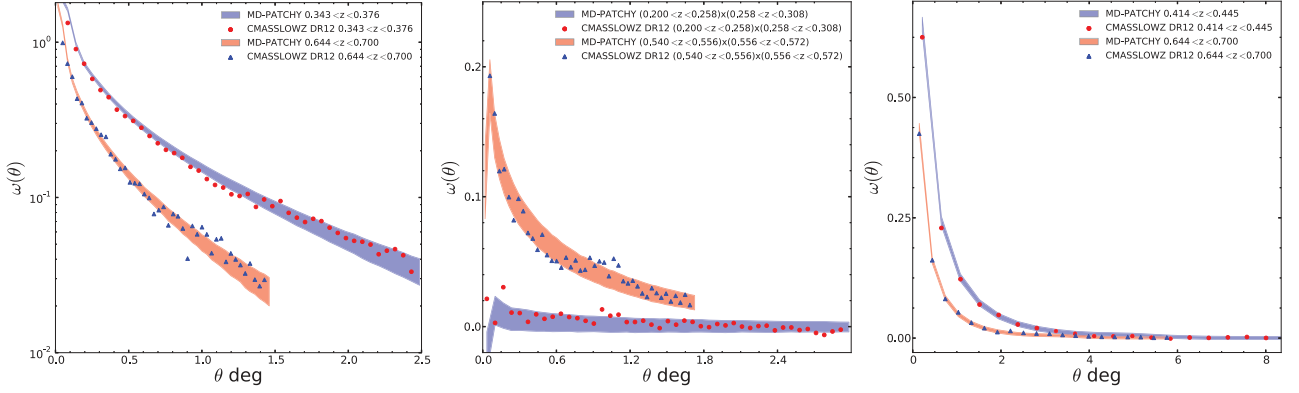 MD-PATCHY 0.343<z<0.376
CMASSLOWZ DR12 0.343<z<0.376
MD-PATCHY 0.644<z<0.700
CMASSLOWZ DR12 0.644<z<0.700
10⁰
10⁻¹
10⁻²
ω(θ)
0.0 0.5 1.0 1.5 2.0 2.5
θ deg
MD-PATCHY (0,200<z<0,258)x(0,258<z<0,308)
CMASSLOWZ DR12 (0,200<z<0,258)x(0,258<z<0,308)
MD-PATCHY (0,540<z<0,556)x(0,556<z<0,572)
CMASSLOWZ DR12 (0,540<z<0,556)x(0,556<z<0,572)
0.2
0.1
0.0
ω(θ)
0.0 0.6 1.2 1.8 2.4
θ deg
MD-PATCHY 0.414<z<0.445
CMASSLOWZ DR12 0.414<z<0.445
MD-PATCHY 0.644<z<0.700
CMASSLOWZ DR12 0.644<z<0.700
0.50
0.25
0.00
ω(θ)
0 2 4 6 8
θ deg